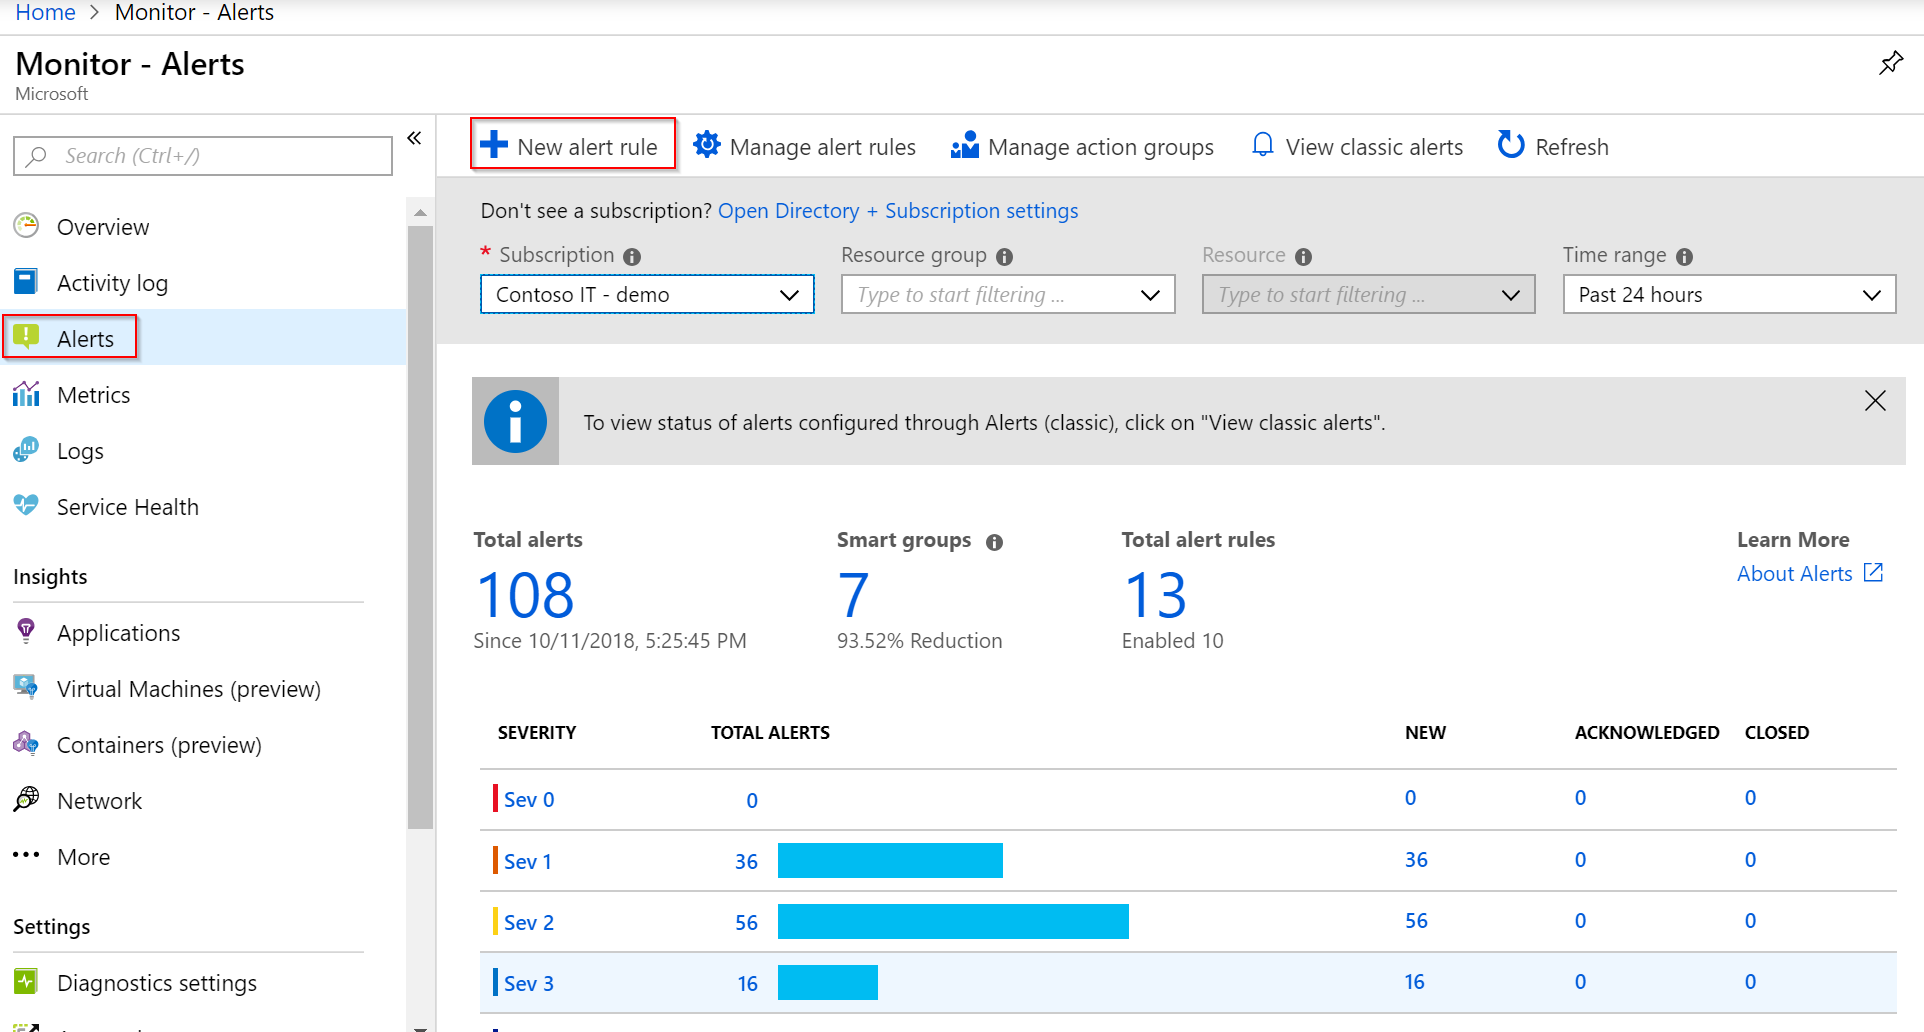 Home > Monitor - Alerts
Monitor - Alerts
Microsoft
Search (Ctrl+/)
Overview
Activity log
Alerts
Metrics
Logs
Service Health
Insights
Applications
Virtual Machines (preview)
Containers (preview)
Network
More
Settings
Diagnostics settings
New alert rule Manage alert rules Manage action groups View classic alerts Refresh
Don't see a subscription? Open Directory + Subscription settings
* Subscription Resource group Resource Time range
Contoso IT - demo Type to start filtering ... Type to start filtering ... Past 24 hours
To view status of alerts configured through Alerts (classic), click on "View classic alerts".
Total alerts Smart groups Total alert rules Learn More
108 7 13 About Alerts
Since 10/11/2018, 5:25:45 PM 93.52% Reduction Enabled 10
SEVERITY TOTAL ALERTS NEW ACKNOWLEDGED CLOSED
Sev 0 0 0 0 0
Sev 1 36 36 0 0
Sev 2 56 56 0 0
Sev 3 16 16 0 0